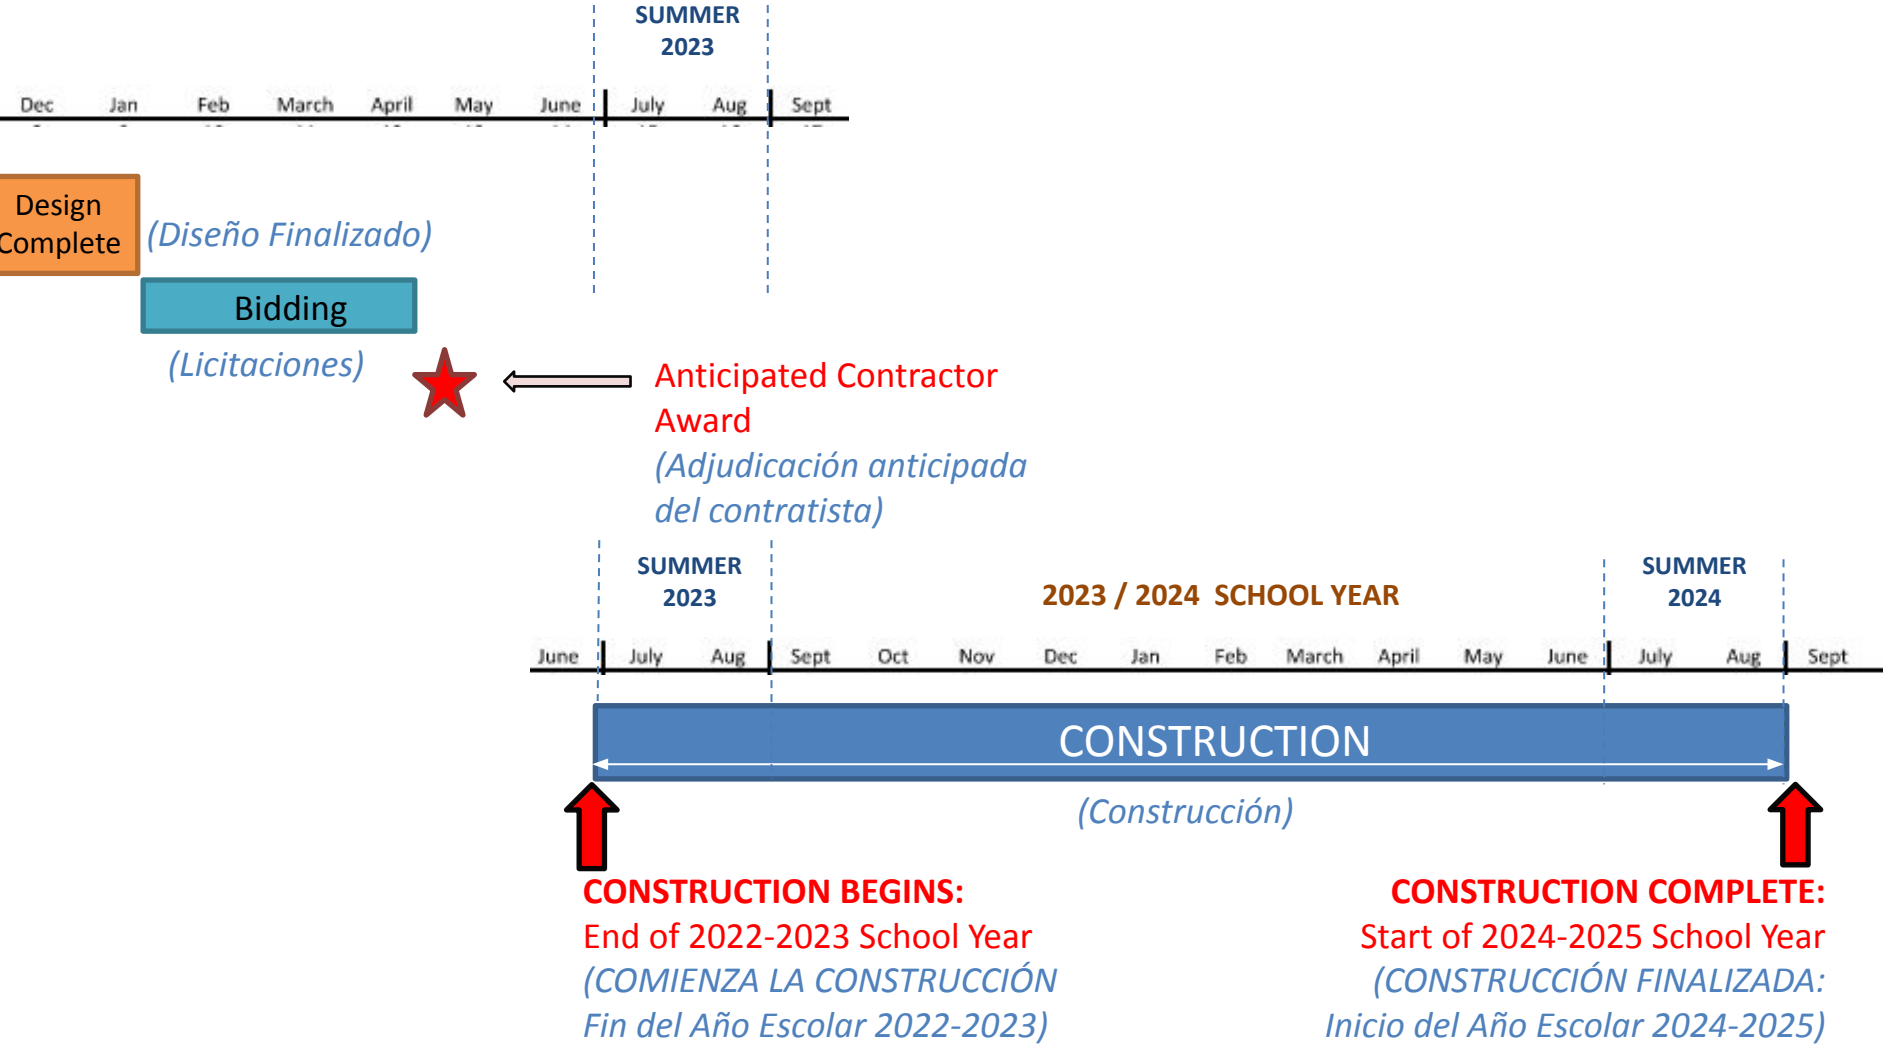 SUMMER
2023
Dec Jan Feb March April May June July Aug Sept
Design
Complete
(Diseño Finalizado)
Bidding
(Licitaciones)
Anticipated Contractor
Award
(Adjudicación anticipada
del contratista)
SUMMER
2023
2023 / 2024 SCHOOL YEAR
SUMMER
2024
June July Aug Sept Oct Nov Dec Jan Feb March April May June July Aug Sept
CONSTRUCTION
(Construcción)
CONSTRUCTION BEGINS:
End of 2022-2023 School Year
(COMIENZA LA CONSTRUCCIÓN
Fin del Año Escolar 2022-2023)
CONSTRUCTION COMPLETE:
Start of 2024-2025 School Year
(CONSTRUCCIÓN FINALIZADA:
Inicio del Año Escolar 2024-2025)